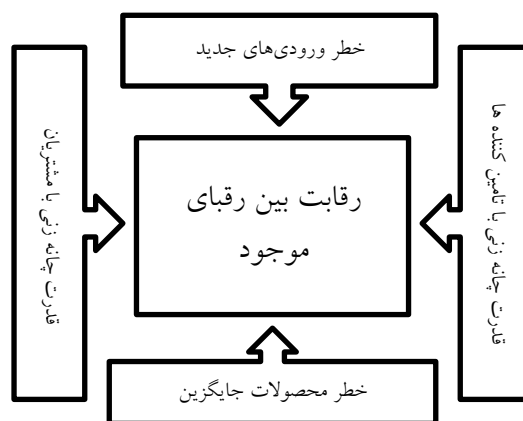 خطر ورودی‌های جدید
قدرت چانه زنی با تامین کننده ها
رقابت بین رقبای
موجود
قدرت چانه زنی با مشتریان
خطر محصولات جایگزین